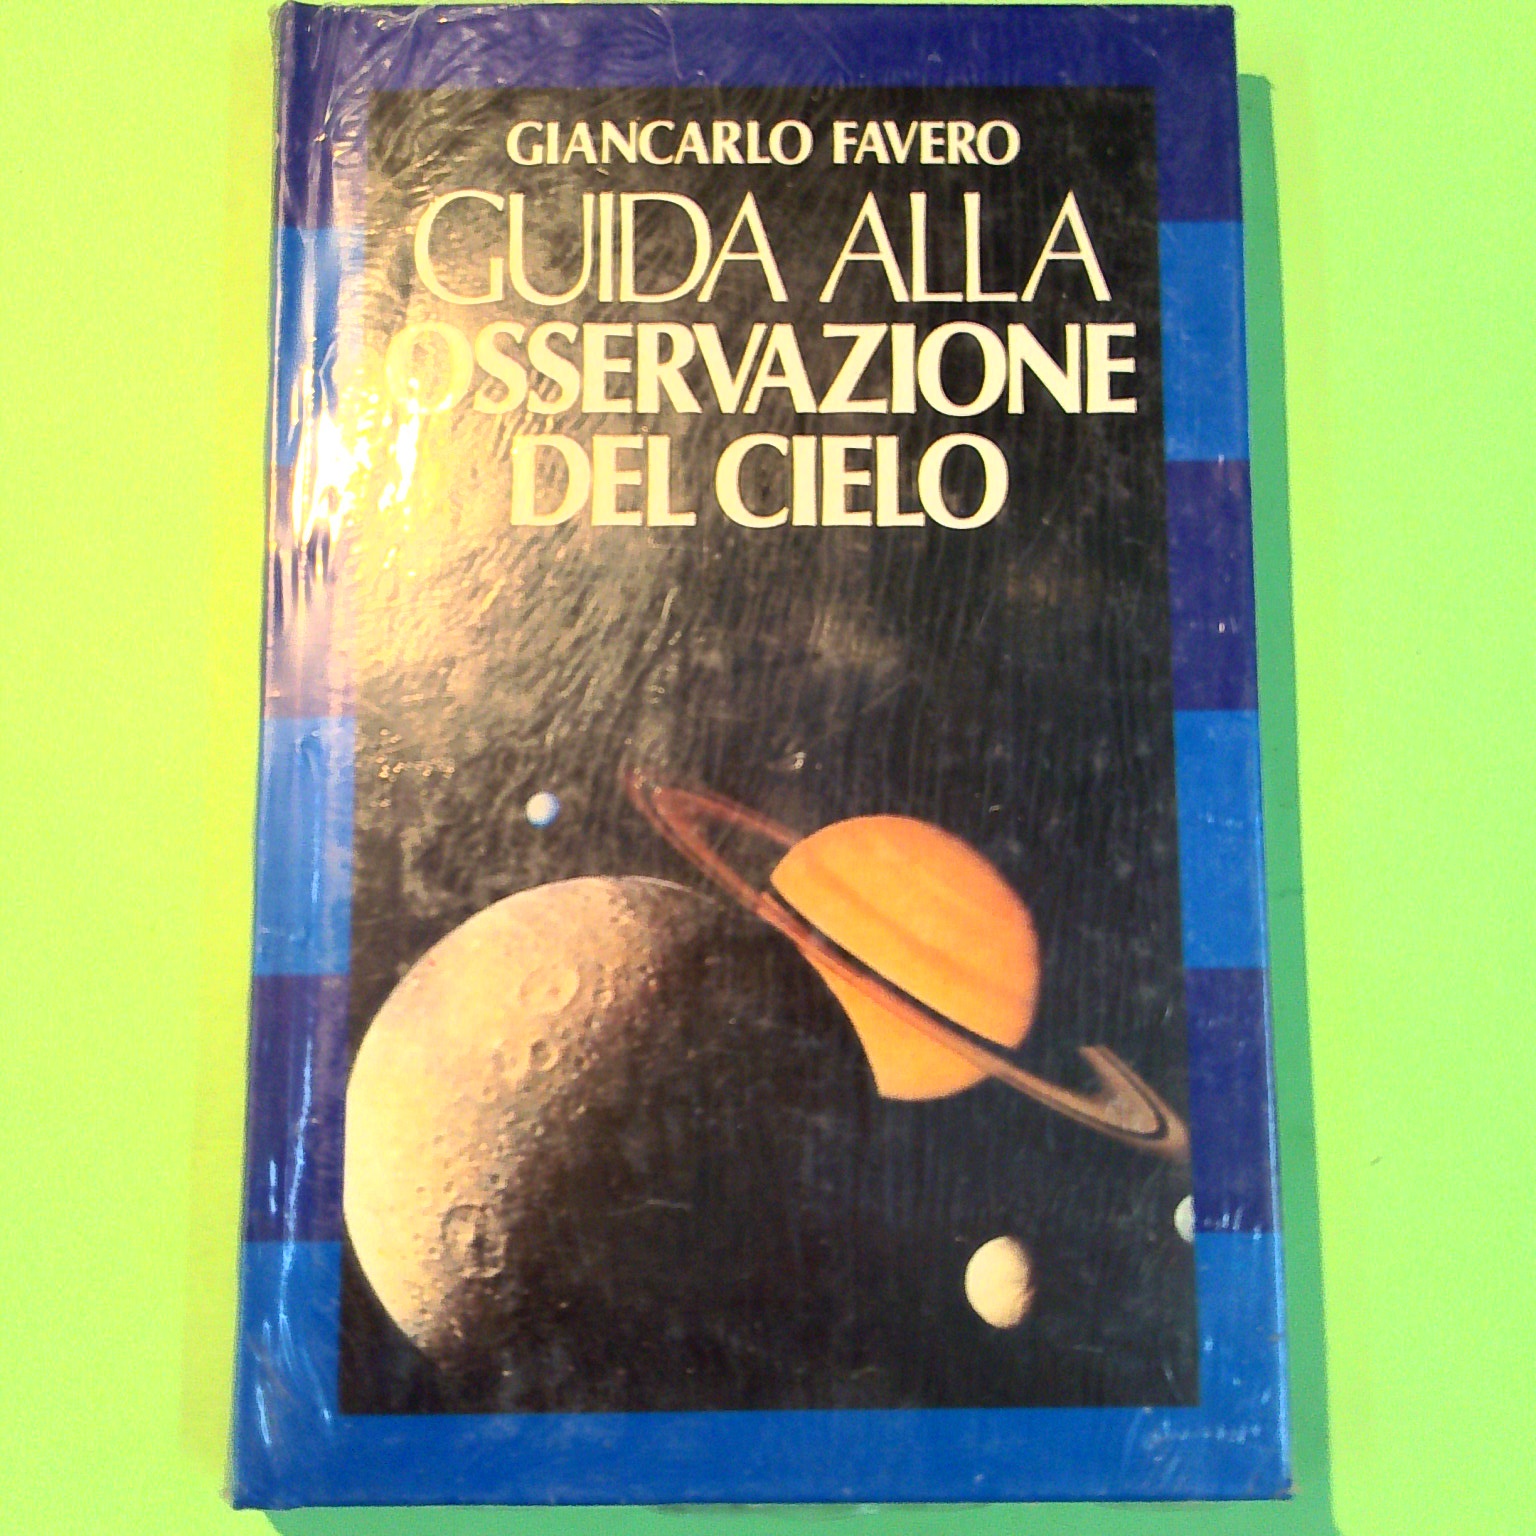 GIANCARLO FAVERO
GUIDA ALLA
OSSERVAZIONE
DEL CIELO